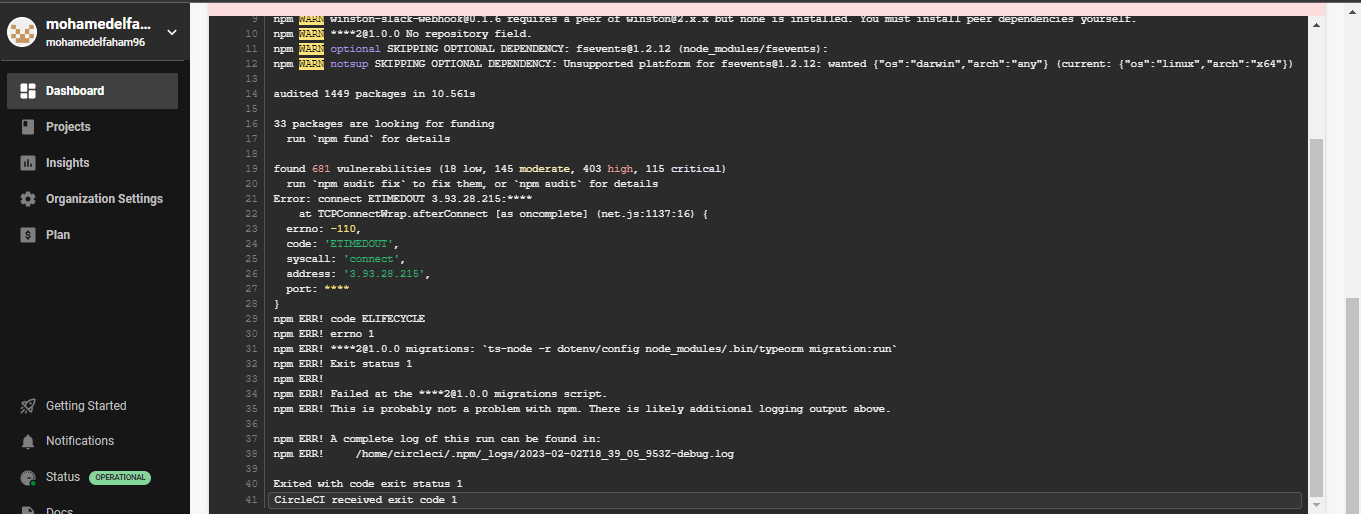 mohamedelfa...
mohamedelfaham96
Dashboard
Projects
Insights
Organization Settings
Plan
Getting Started
Notifications
Status OPERATIONAL
Docs
9 npm WARN winston-slack-webhook@0.1.6 requires a peer of winston@2.x.x but none is installed. You must install peer dependencies yourself.
10 npm WARN ****2@1.0.0 No repository field.
11 npm WARN optional SKIPPING OPTIONAL DEPENDENCY: fsevents@1.2.12 (node_modules/fsevents):
12 npm WARN notsup SKIPPING OPTIONAL DEPENDENCY: Unsupported platform for fsevents@1.2.12: wanted {"os":"darwin","arch":"any"} (current: {"os":"linux","arch":"x64"})
13
14 audited 1449 packages in 10.561s
15
16 33 packages are looking for funding
17 run `npm fund` for details
18
19 found 681 vulnerabilities (18 low, 145 moderate, 403 high, 115 critical)
20 run `npm audit fix` to fix them, or `npm audit` for details
21 Error: connect ETIMEDOUT 3.93.28.215:****
22 at TCPConnectWrap.afterConnect [as oncomplete] (net.js:1137:16) {
23 errno: -110,
24 code: 'ETIMEDOUT',
25 syscall: 'connect',
26 address: '3.93.28.215',
27 port: ****
28 }
29 npm ERR! code ELIFECYCLE
30 npm ERR! errno 1
31 npm ERR! ****2@1.0.0 migrations: `ts-node -r dotenv/config node_modules/.bin/typeorm migration:run`
32 npm ERR! Exit status 1
33 npm ERR!
34 npm ERR! Failed at the ****2@1.0.0 migrations script.
35 npm ERR! This is probably not a problem with npm. There is likely additional logging output above.
36
37 npm ERR! A complete log of this run can be found in:
38 npm ERR! /home/circleci/.npm/_logs/2023-02-02T18_39_05_953Z-debug.log
39
40 Exited with code exit status 1
41 CircleCI received exit code 1